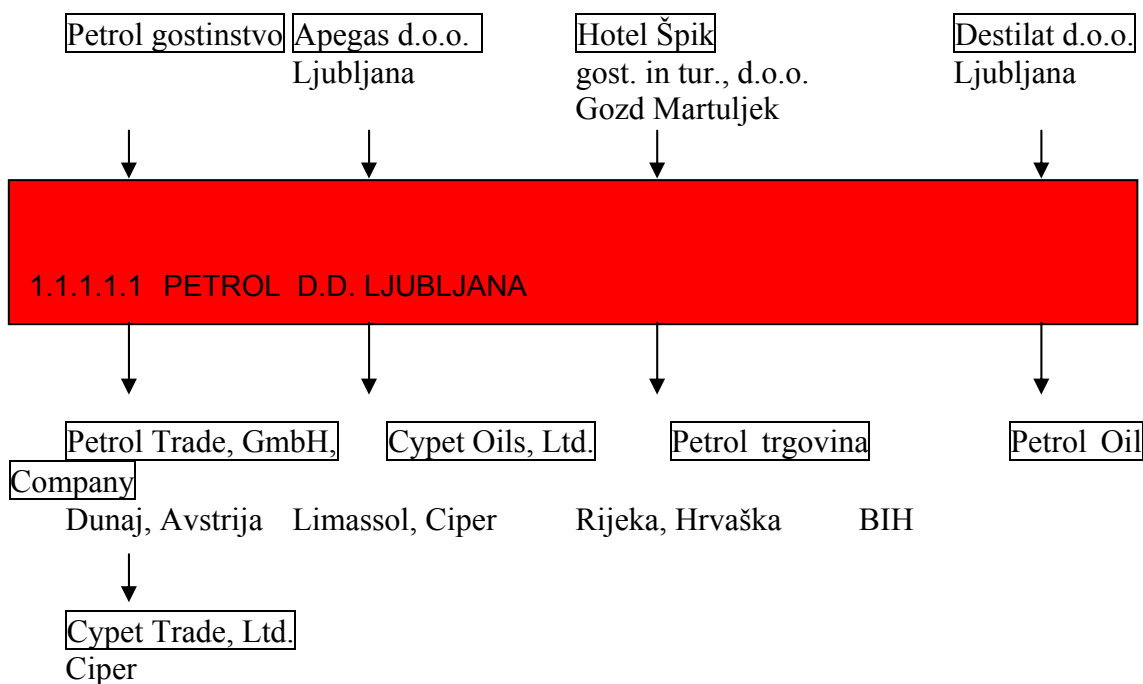 Petrol gostinstvo Apegas d.o.o. Hotel Špik Destilat d.o.o.
Ljubljana gost. in tur., d.o.o. Ljubljana
Gozd Martuljek
1.1.1.1.1 PETROL D.D. LJUBLJANA
Petrol Trade, GmbH, Cypet Oils, Ltd. Petrol trgovina Petrol Oil
Company
Dunaj, Avstrija Limassol, Ciper Rijeka, Hrvaška BIH
Cypet Trade, Ltd.
Ciper